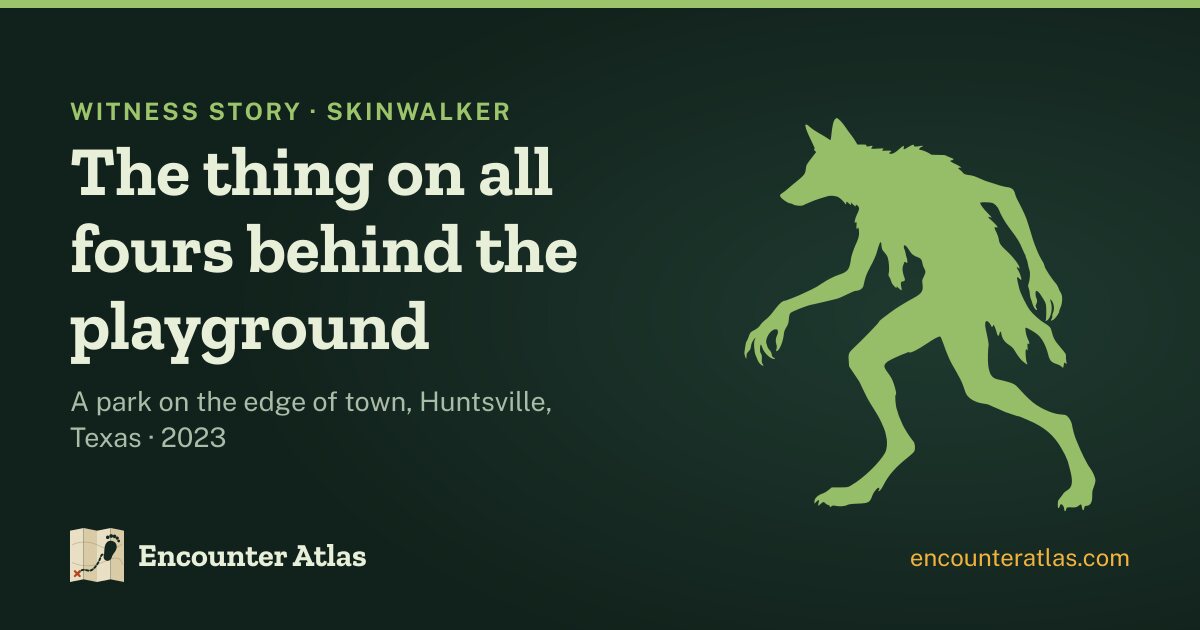 WITNESS STORY · SKINWALKER
The thing on all
fours behind the
playground
A park on the edge of town, Huntsville,
Texas · 2023
Encounter Atlas
encounteratlas.com